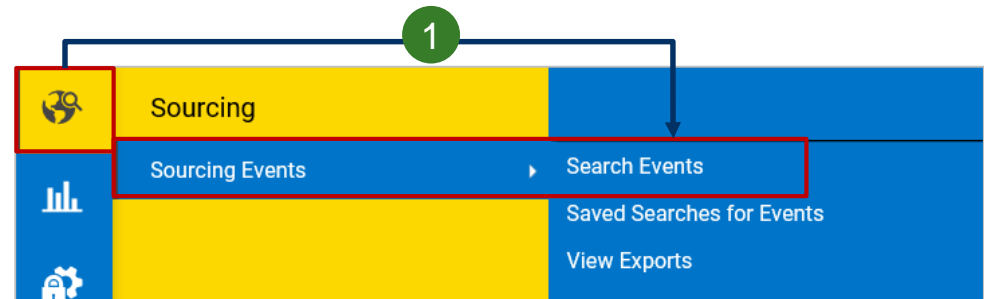 1
Sourcing
Sourcing Events
Search Events
Saved Searches for Events
View Exports